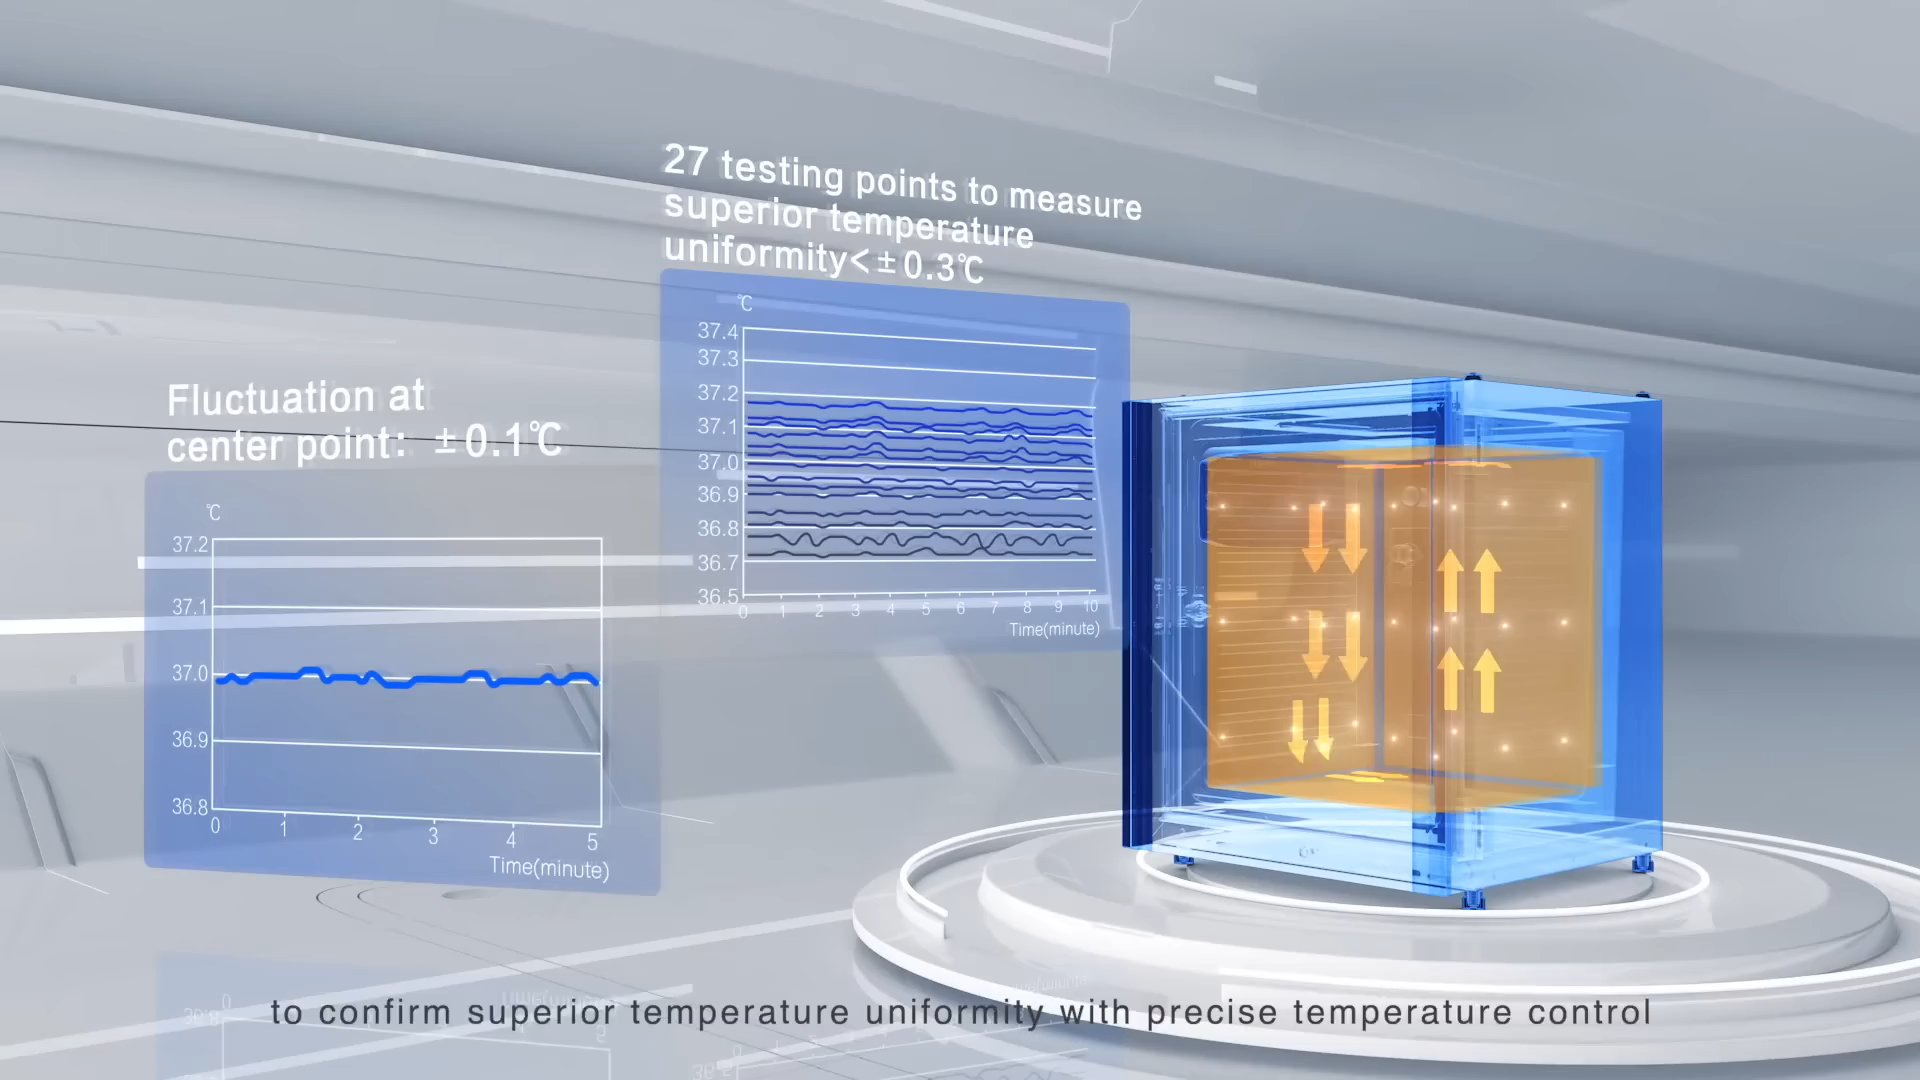 27 testing points to measure
superior temperature
uniformity<±0.3℃
℃
37.4
37.3
37.2
37.1
37.0
36.9
36.8
36.7
36.5
0 1 2 3 4 5 6 7 8 9 10
Time(minute)
Fluctuation at
center point: ±0.1℃
℃
37.2
37.1
37.0
36.9
36.8
0 1 2 3 4 5
Time(minute)
to confirm superior temperature uniformity with precise temperature control